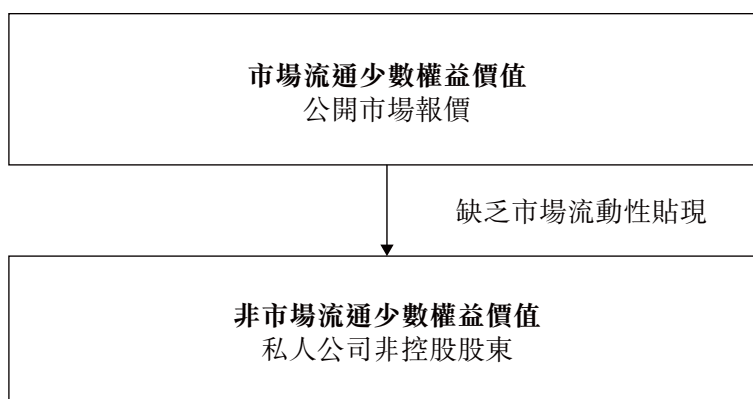 市場流通少數權益價值
公開市場報價
缺乏市場流動性貼現
非市場流通少數權益價值
私人公司非控股股東